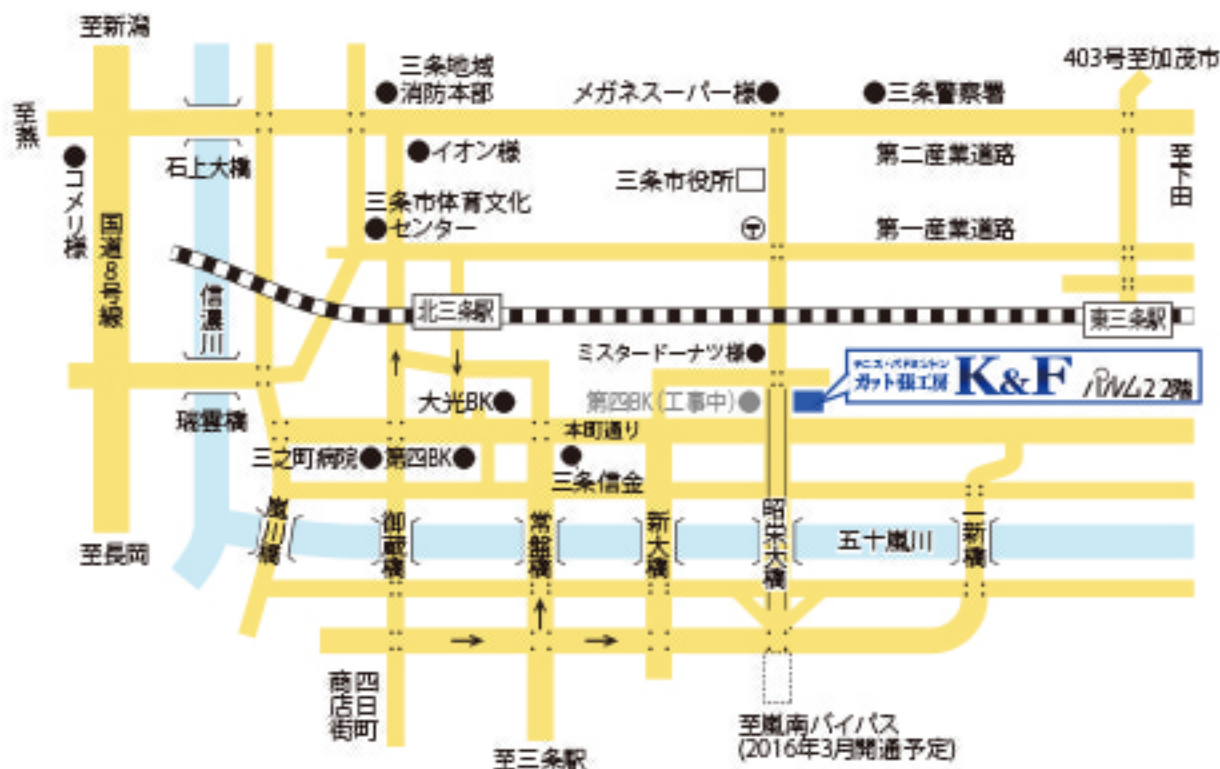 至新潟
403号至加茂市
三条地域
消防本部
メガネスーパー様
三条警察署
至燕
石上大橋
イオン様
第二産業道路
至下田
コメリ様
三条市役所
三条市体育文化
センター
〒
第一産業道路
国道8号線
信濃川
北三条駅
東三条駅
ミスタードーナツ様
テニス・バドミントン
ガット張工房
K&F
パルム2 2階
大光BK
第四BK(工事中)
瑞雲橋
本町通り
三之町病院
第四BK
三条信金
嵐川橋
御蔵橋
常盤橋
新大橋
昭栄大橋
五十嵐川
一新橋
至長岡
四日町
商店街
至三条駅
至嵐南バイパス
(2016年3月開通予定)